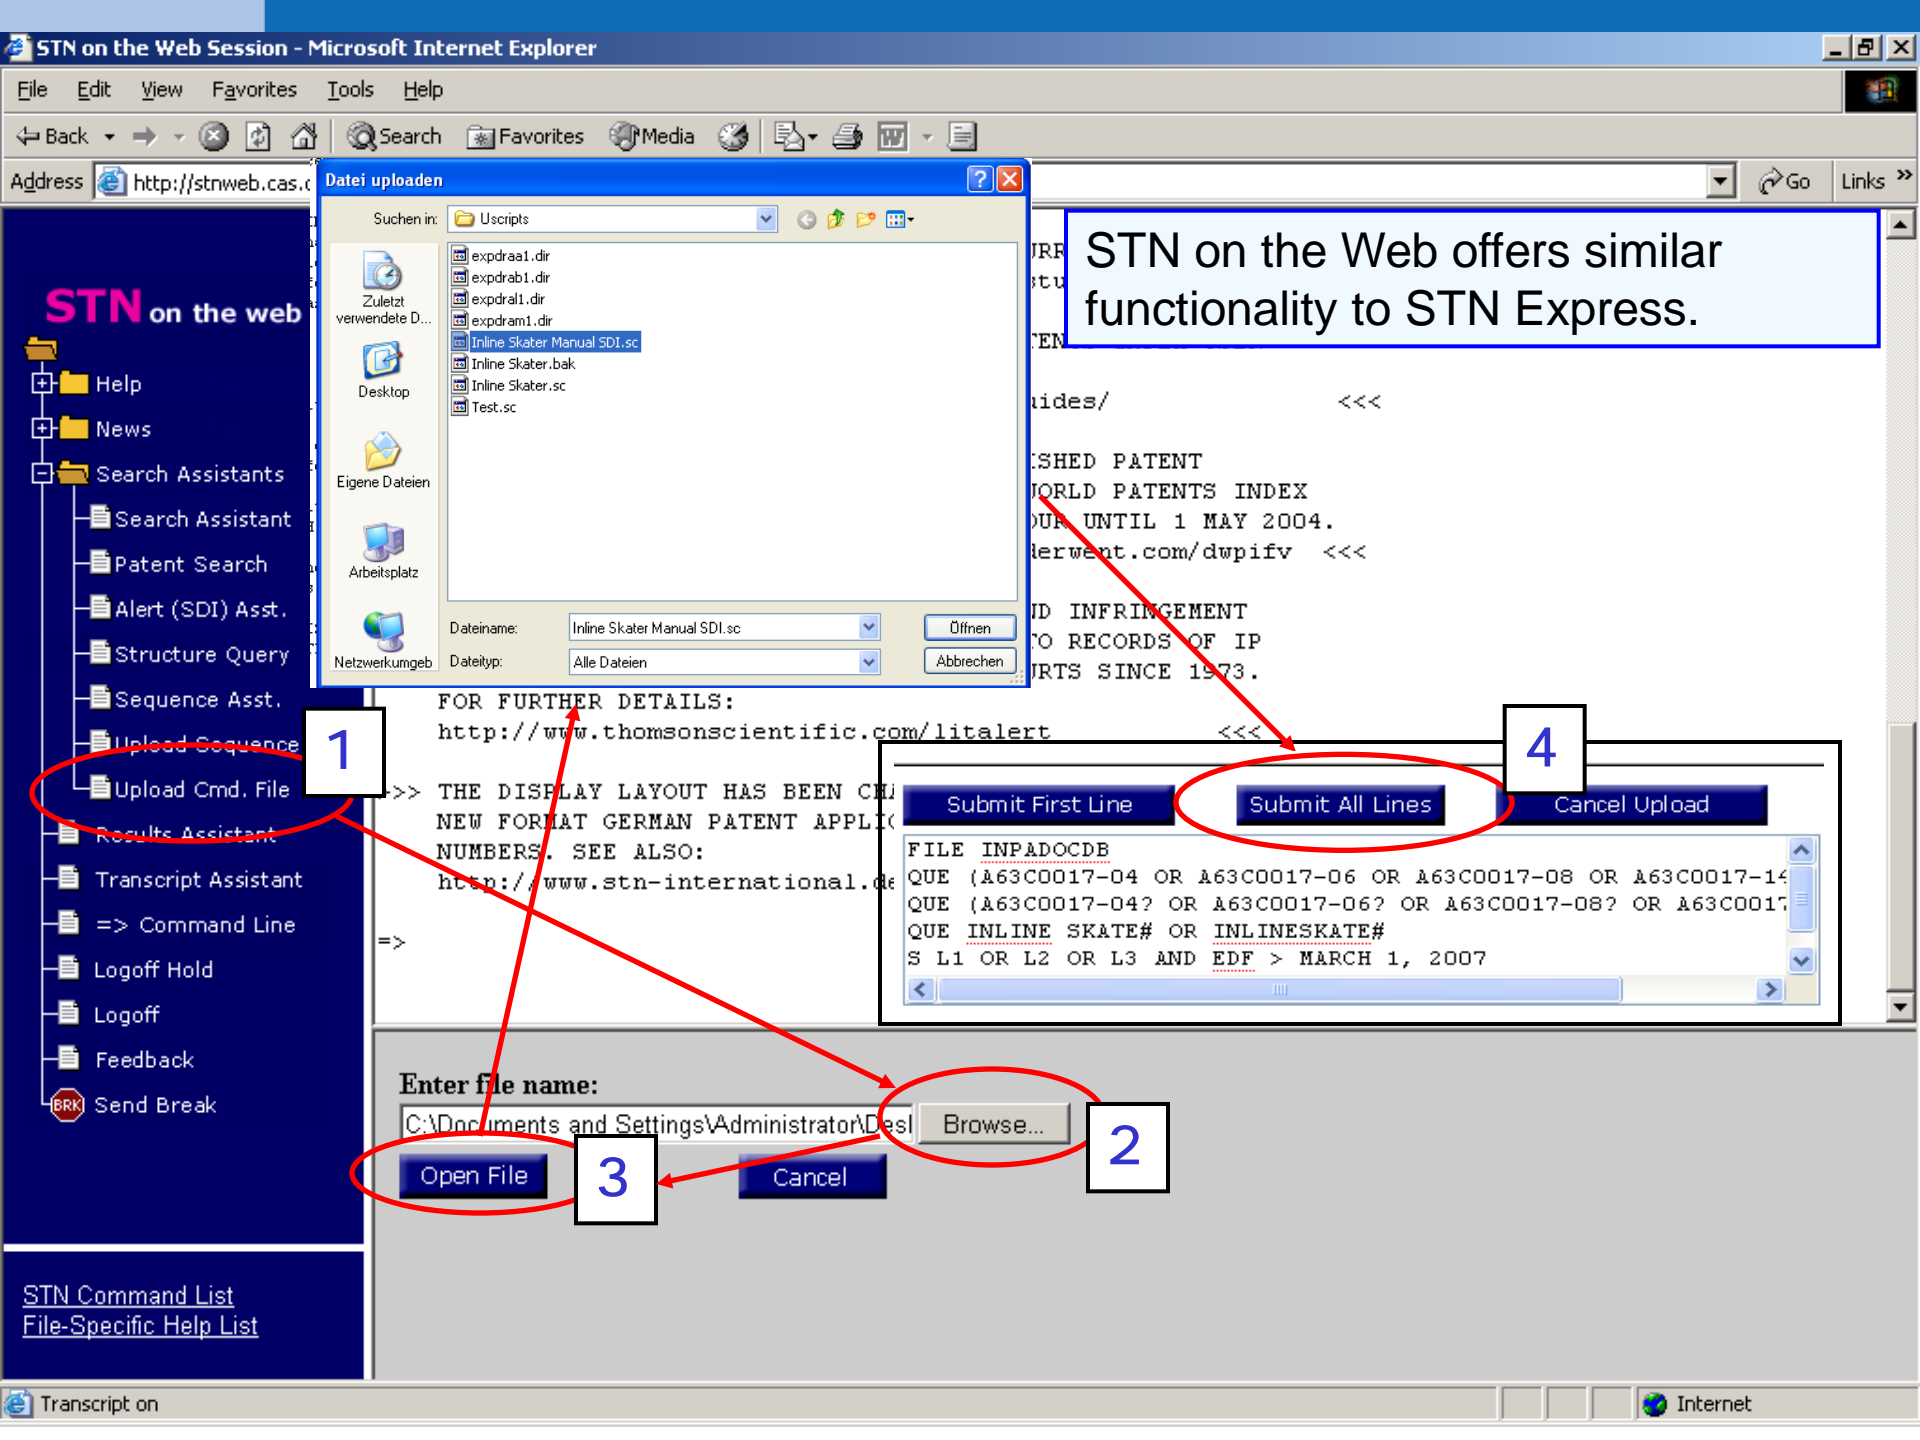 STN on the Web Session - Microsoft Internet Explorer
File Edit View Favorites Tools Help
Back Search Favorites Media
Address http://stnweb.cas. Go Links »
Datei uploaden
Suchen in: Uscripts
Zuletzt verwendete D...
Desktop
Eigene Dateien
Arbeitsplatz
Netzwerkumgeb
expdraa1.dir
expdrab1.dir
expdral1.dir
expdram1.dir
Inline Skater Manual SDI.sc
Inline Skater.bak
Inline Skater.sc
Test.sc
Dateiname: Inline Skater Manual SDI.sc Öffnen
Dateityp: Alle Dateien Abbrechen
STN on the Web offers similar
functionality to STN Express.
STN on the web
Help
News
Search Assistants
Search Assistant
Patent Search
Alert (SDI) Asst.
Structure Query
Sequence Asst.
Upload Sequence
Upload Cmd. File
Results Assistant
Transcript Assistant
=> Command Line
Logoff Hold
Logoff
Feedback
BRK Send Break
STN Command List
File-Specific Help List
uides/ <<<
ISHED PATENT
WORLD PATENTS INDEX
OUR UNTIL 1 MAY 2004.
derwent.com/dwpifv <<<
ND INFRINGEMENT
TO RECORDS OF IP
URTS SINCE 1973.
FOR FURTHER DETAILS:
http://www.thomsonscientific.com/litalert <<<
>>> THE DISPLAY LAYOUT HAS BEEN
NEW FORMAT GERMAN PATENT
NUMBERS. SEE ALSO:
http://www.stn-international.de
=>
1
4
Submit First Line Submit All Lines Cancel Upload
FILE INPADOCDB
QUE (A63C0017-04 OR A63C0017-06 OR A63C0017-08 OR A63C0017-14
QUE (A63C0017-04? OR A63C0017-06? OR A63C0017-08? OR A63C0017
QUE INLINE SKATE# OR INLINESKATE#
S L1 OR L2 OR L3 AND EDF > MARCH 1, 2007
Enter file name:
C:\Documents and Settings\Administrator\Desl Browse...
2
Open File 3 Cancel
Transcript on Internet